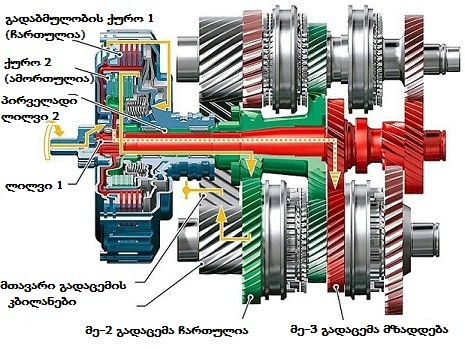 გადაბმულობის ქურო 1
(ჩართულია)
ქურო 2
(ამორთულია)
პირველადი
ლილვი 2
ლილვი 1
მთავარი გადაცემის
კბილანები
მე-2 გადაცემა ჩართულია
მე-3 გადაცემა მზადდება